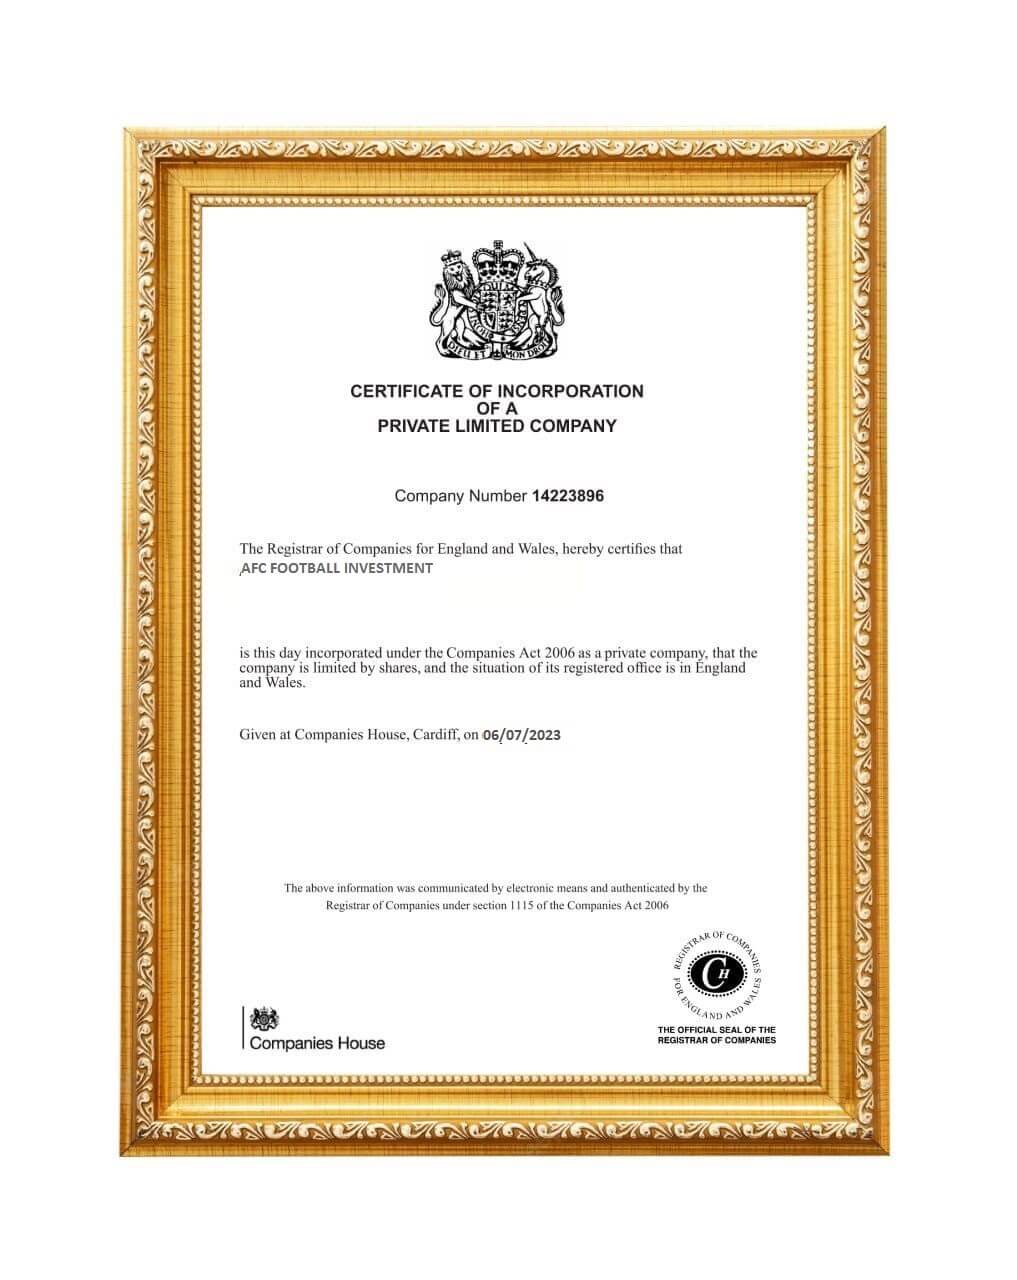 DIEU ET MON DROIT
CERTIFICATE OF INCORPORATION
OF A
PRIVATE LIMITED COMPANY
Company Number 14223896
The Registrar of Companies for England and Wales, hereby certifies that
AFC FOOTBALL INVESTMENT
is this day incorporated under the Companies Act 2006 as a private company, that the
company is limited by shares, and the situation of its registered office is in England
and Wales.
Given at Companies House, Cardiff, on 06/07/2023
The above information was communicated by electronic means and authenticated by the
Registrar of Companies under section 1115 of the Companies Act 2006
REGISTRAR OF COMPANIES
FOR ENGLAND AND WALES
CH
THE OFFICIAL SEAL OF THE
REGISTRAR OF COMPANIES
Companies House